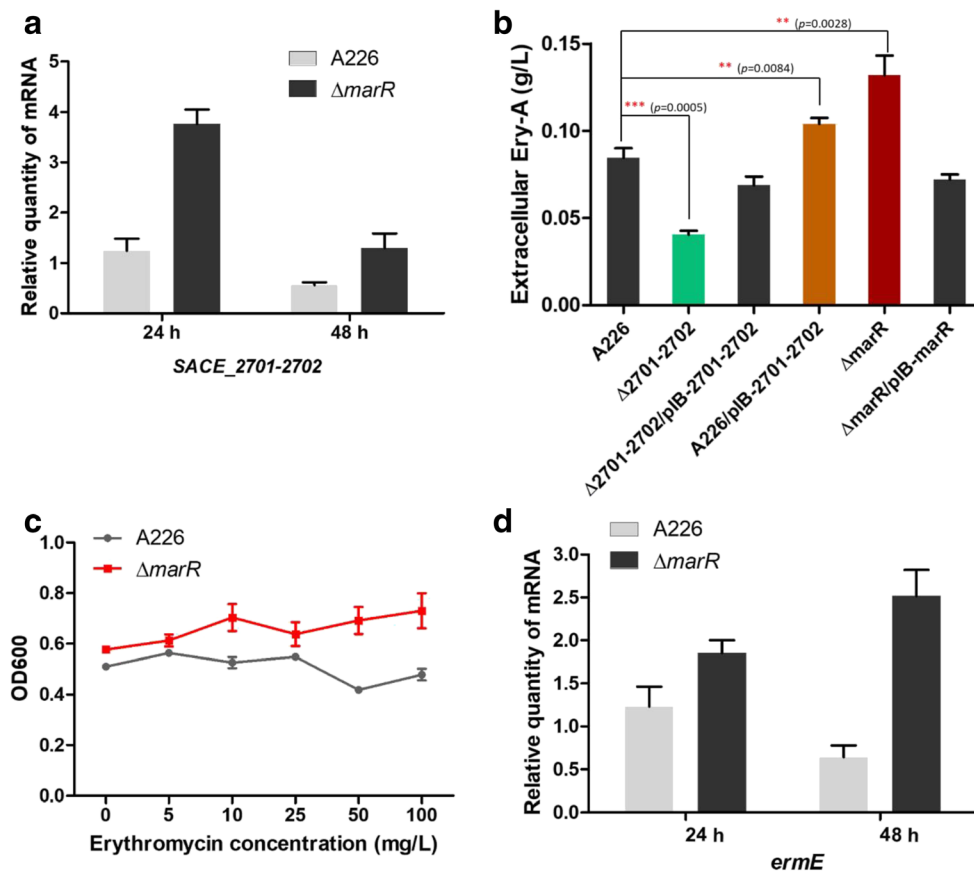 a
A226
ΔmarR
Relative quantity of mRNA
5
4
3
2
1
0
24 h
48 h
SACE_2701-2702
b
Extracellular Ery-A (g/L)
0.15
0.10
0.05
0.00
** (p=0.0028)
** (p=0.0084)
*** (p=0.0005)
A226
Δ2701-2702
Δ2701-2702/pIB-2701-2702
A226/pIB-2701-2702
ΔmarR
ΔmarR/pIB-marR
c
A226
ΔmarR
OD600
1.0
0.8
0.6
0.4
0.2
0.0
0 5 10 25 50 100
Erythromycin concentration (mg/L)
d
A226
ΔmarR
Relative quantity of mRNA
3.0
2.5
2.0
1.5
1.0
0.5
0.0
24 h
48 h
ermE